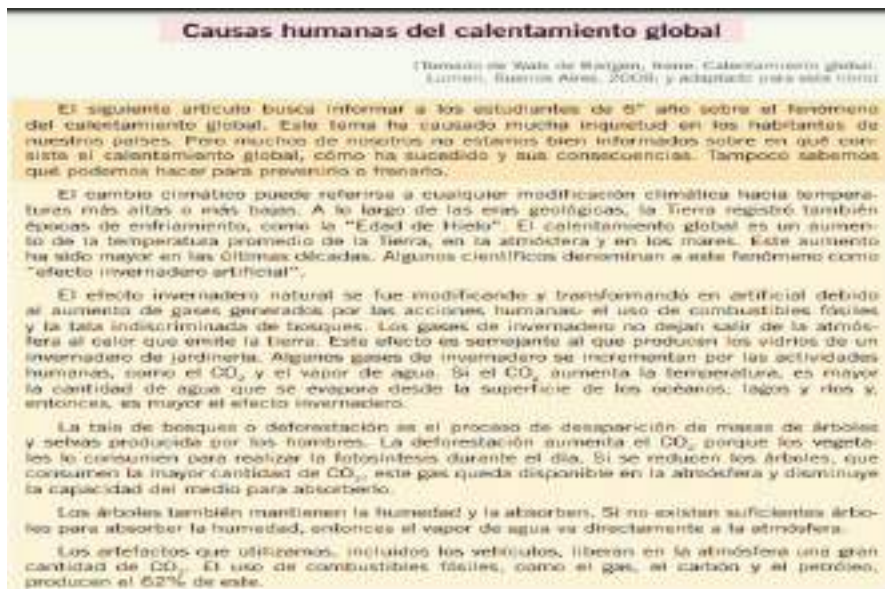 Causas humanas del calentamiento global
(Tomado de Wais de Badgen, Irene. Calentamiento global.
Lumen, Buenos Aires, 2008, y adaptado para este libro)
El siguiente artículo busca informar a los estudiantes de 6° año sobre el fenómeno
del calentamiento global. Este tema ha causado mucha inquietud en los habitantes de
nuestros países. Pero muchos de nosotros no estamos bien informados sobre en qué con-
siste el calentamiento global, cómo ha sucedido y sus consecuencias. Tampoco sabemos
qué podemos hacer para prevenirlo o frenarlo.
El cambio climático puede referirse a cualquier modificación climática hacia tempera-
turas más altas o más bajas. A lo largo de las eras geológicas, la Tierra registró también
épocas de enfriamiento, como la "Edad de Hielo". El calentamiento global es un aumen-
to de la temperatura promedio de la Tierra, en la atmósfera y en los mares. Este aumento
ha sido mayor en las últimas décadas. Algunos científicos denominan a este fenómeno como
"efecto invernadero artificial".
El efecto invernadero natural se fue modificando y transformando en artificial debido
al aumento de gases generados por las acciones humanas: el uso de combustibles fósiles
y la tala indiscriminada de bosques. Los gases de invernadero no dejan salir de la atmós-
fera el calor que emite la tierra. Este efecto es semejante al que producen los vidrios de un
invernadero de jardinería. Algunos gases de invernadero se incrementan por las actividades
humanas, como el CO₂ y el vapor de agua. Si el CO₂ aumenta la temperatura, es mayor
la cantidad de agua que se evapora desde la superficie de los océanos, lagos y ríos y,
entonces, es mayor el efecto invernadero.
La tala de bosques o deforestación es el proceso de desaparición de masas de árboles
y selvas producida por los hombres. La deforestación aumenta el CO₂ porque los vegeta-
les lo consumen para realizar la fotosíntesis durante el día. Si se reducen los árboles, que
consumen la mayor cantidad de CO₂, este gas queda disponible en la atmósfera y disminuye
la capacidad del medio para absorberlo.
Los árboles también mantienen la humedad y la absorben. Si no existen suficientes árbo-
les para absorber la humedad, entonces el vapor de agua va directamente a la atmósfera.
Los artefactos que utilizamos, incluidos los vehículos, liberan en la atmósfera una gran
cantidad de CO₂. El uso de combustibles fósiles, como el gas, el carbón y el petróleo,
producen el 62% de este.